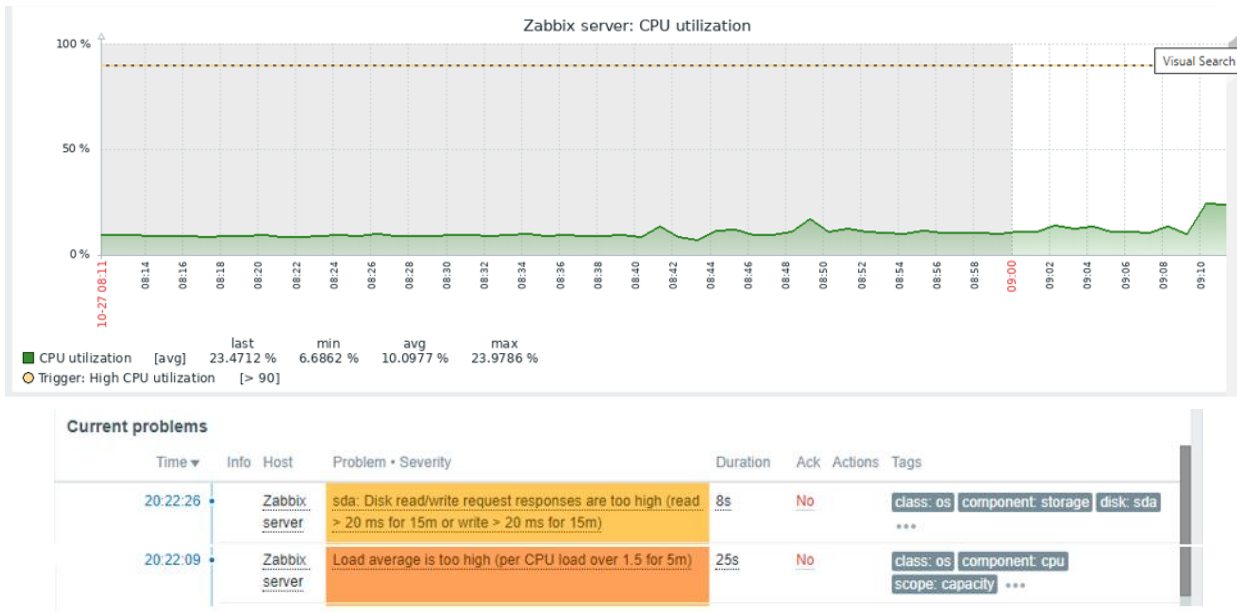 Zabbix server: CPU utilization
100 %
Visual Search
50 %
0 %
10-27 08:11 08:14 08:16 08:18 08:20 08:22 08:24 08:26 08:28 08:30 08:32 08:34 08:36 08:38 08:40 08:42 08:44 08:46 08:48 08:50 08:52 08:54 08:56 08:58 09:00 09:02 09:04 09:06 09:08 09:10
last min avg max
CPU utilization [avg] 23.4712 % 6.6862 % 10.0977 % 23.9786 %
Trigger: High CPU utilization [> 90]
Current problems
Time Info Host Problem • Severity Duration Ack Actions Tags
20:22:26 Zabbix sda: Disk read/write request responses are too high (read 8s No class: os component: storage disk: sda
server > 20 ms for 15m or write > 20 ms for 15m) •••
20:22:09 Zabbix Load average is too high (per CPU load over 1.5 for 5m) 25s No class: os component: cpu
server scope: capacity •••